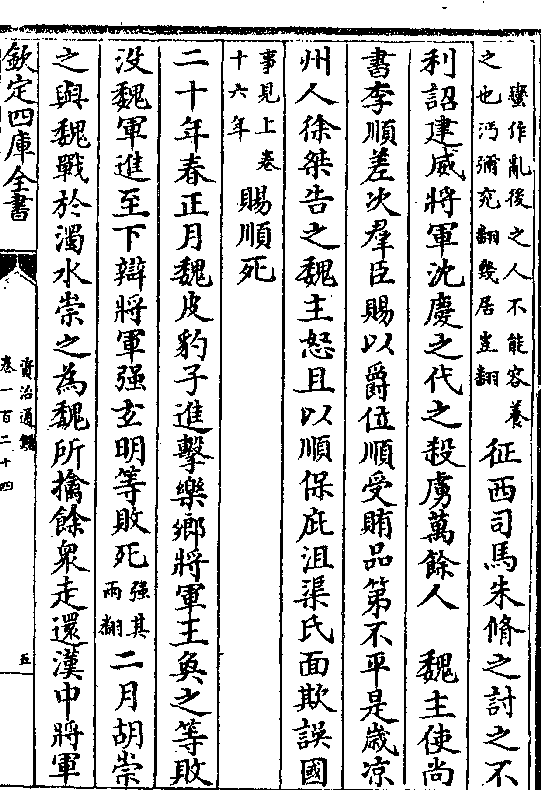 蠻作亂後之人不能容養
之也沔彌兖翻幾居豈翻
征西司馬朱脩之討之不
利詔建威將軍沈慶之代之殺虜萬餘人 魏主使尚
書李順差次羣臣賜以爵位順受賄品第不平是歲凉
州人徐桀告之魏主怒且以順保庇沮渠氏面欺誤國
事見上卷
十六年
賜順死
二十年春正月魏皮豹子進擊樂鄉將軍王奐之等敗
没魏軍進至下辯將軍强玄明等敗死
强其
兩翻
二月胡崇
之與魏戰於濁水崇之為魏所擒餘衆走還漢中將軍
欽定四庫全書
資治通鑑
卷一百二十四
五